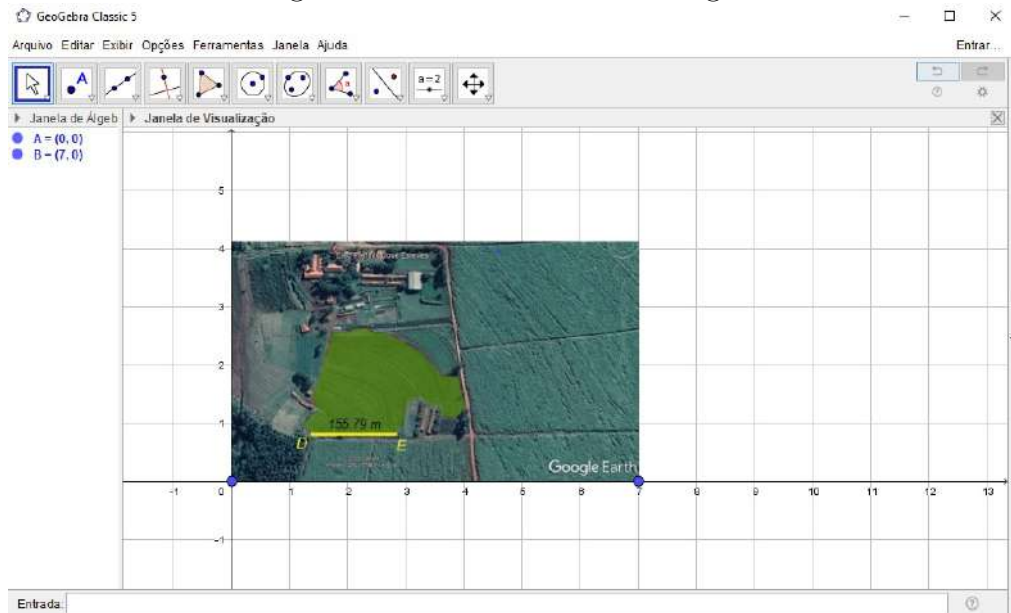 GeoGebra Classic 5
Arquivo Editar Exibir Opções Ferramentas Janela Ajuda
Entrar...
A
a=2
Janela de Álgeb
Janela de Visualização
A = (0, 0)
B = (7, 0)
5
4
3
2
1
155.79 m
D
E
Google Earth
-1 0 1 2 3 4 5 6 7 8 9 10 11 12 13
-1
Entrada: